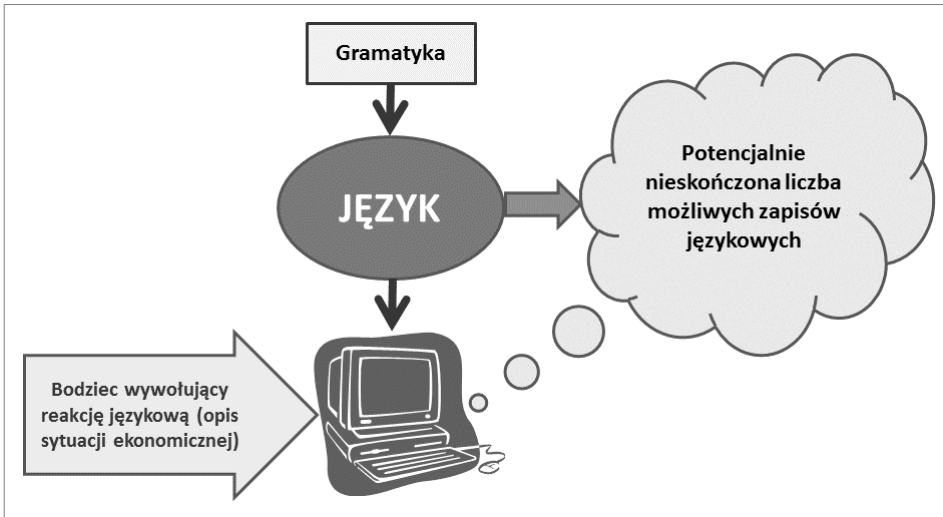 Gramatyka
JĘZYK
Potencjalnie
nieskończona liczba
możliwych zapisów
językowych
Bodziec wywołujący
reakcję językową (opis
sytuacji ekonomicznej)